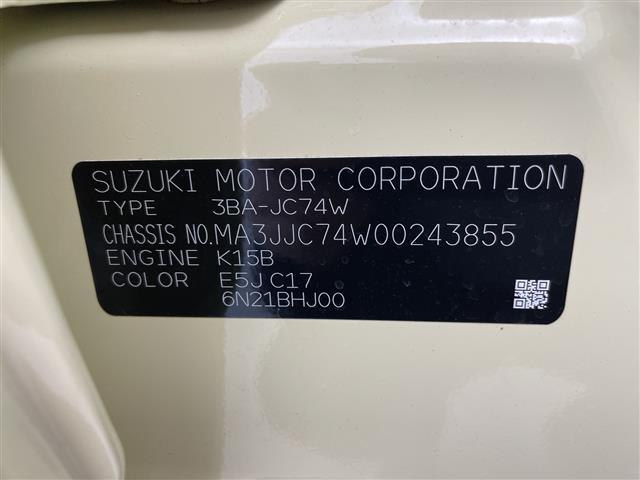 SUZUKI MOTOR CORPORATION
TYPE 3BA-JC74W
CHASSIS NO. MA3JJC74W00243855
ENGINE K15B
COLOR E5J C17
6N21BHJ00